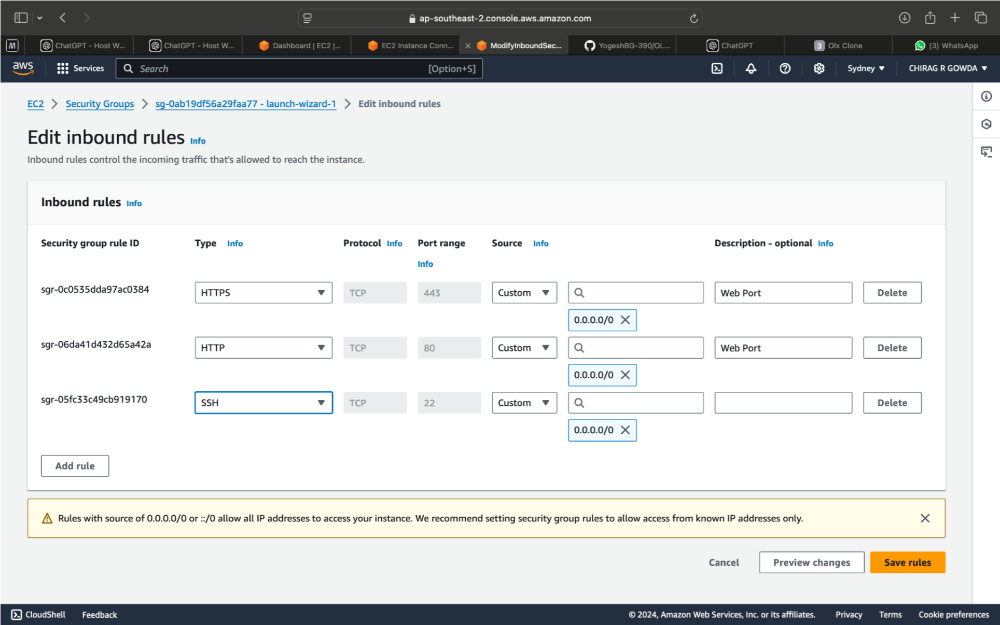 ap-southeast-2.console.aws.amazon.com
M ChatGPT - Host W... ChatGPT - Host W... Dashboard | EC2 |... EC2 Instance Conn... ModifyInboundSec... YogeshBG-390/OL... ChatGPT 3 Olx Clone (3) WhatsApp
aws Services Search [Option+S] Sydney CHIRAG R GOWDA
EC2 Security Groups sg-0ab19df56a29faa77 - launch-wizard-1 Edit inbound rules
Edit inbound rules Info
Inbound rules control the incoming traffic that's allowed to reach the instance.
Inbound rules Info
Security group rule ID Type Info Protocol Info Port range Source Info Description - optional Info
Info
sgr-0c0535dda97ac0384 HTTPS TCP 443 Custom Web Port Delete
0.0.0.0/0
sgr-06da41d432d65a42a HTTP TCP 80 Custom Web Port Delete
0.0.0.0/0
sgr-05fc33c49cb919170 SSH TCP 22 Custom Delete
0.0.0.0/0
Add rule
Rules with source of 0.0.0.0/0 or ::/0 allow all IP addresses to access your instance. We recommend setting security group rules to allow access from known IP addresses only.
Cancel Preview changes Save rules
CloudShell Feedback © 2024, Amazon Web Services, Inc. or its affiliates. Privacy Terms Cookie preferences